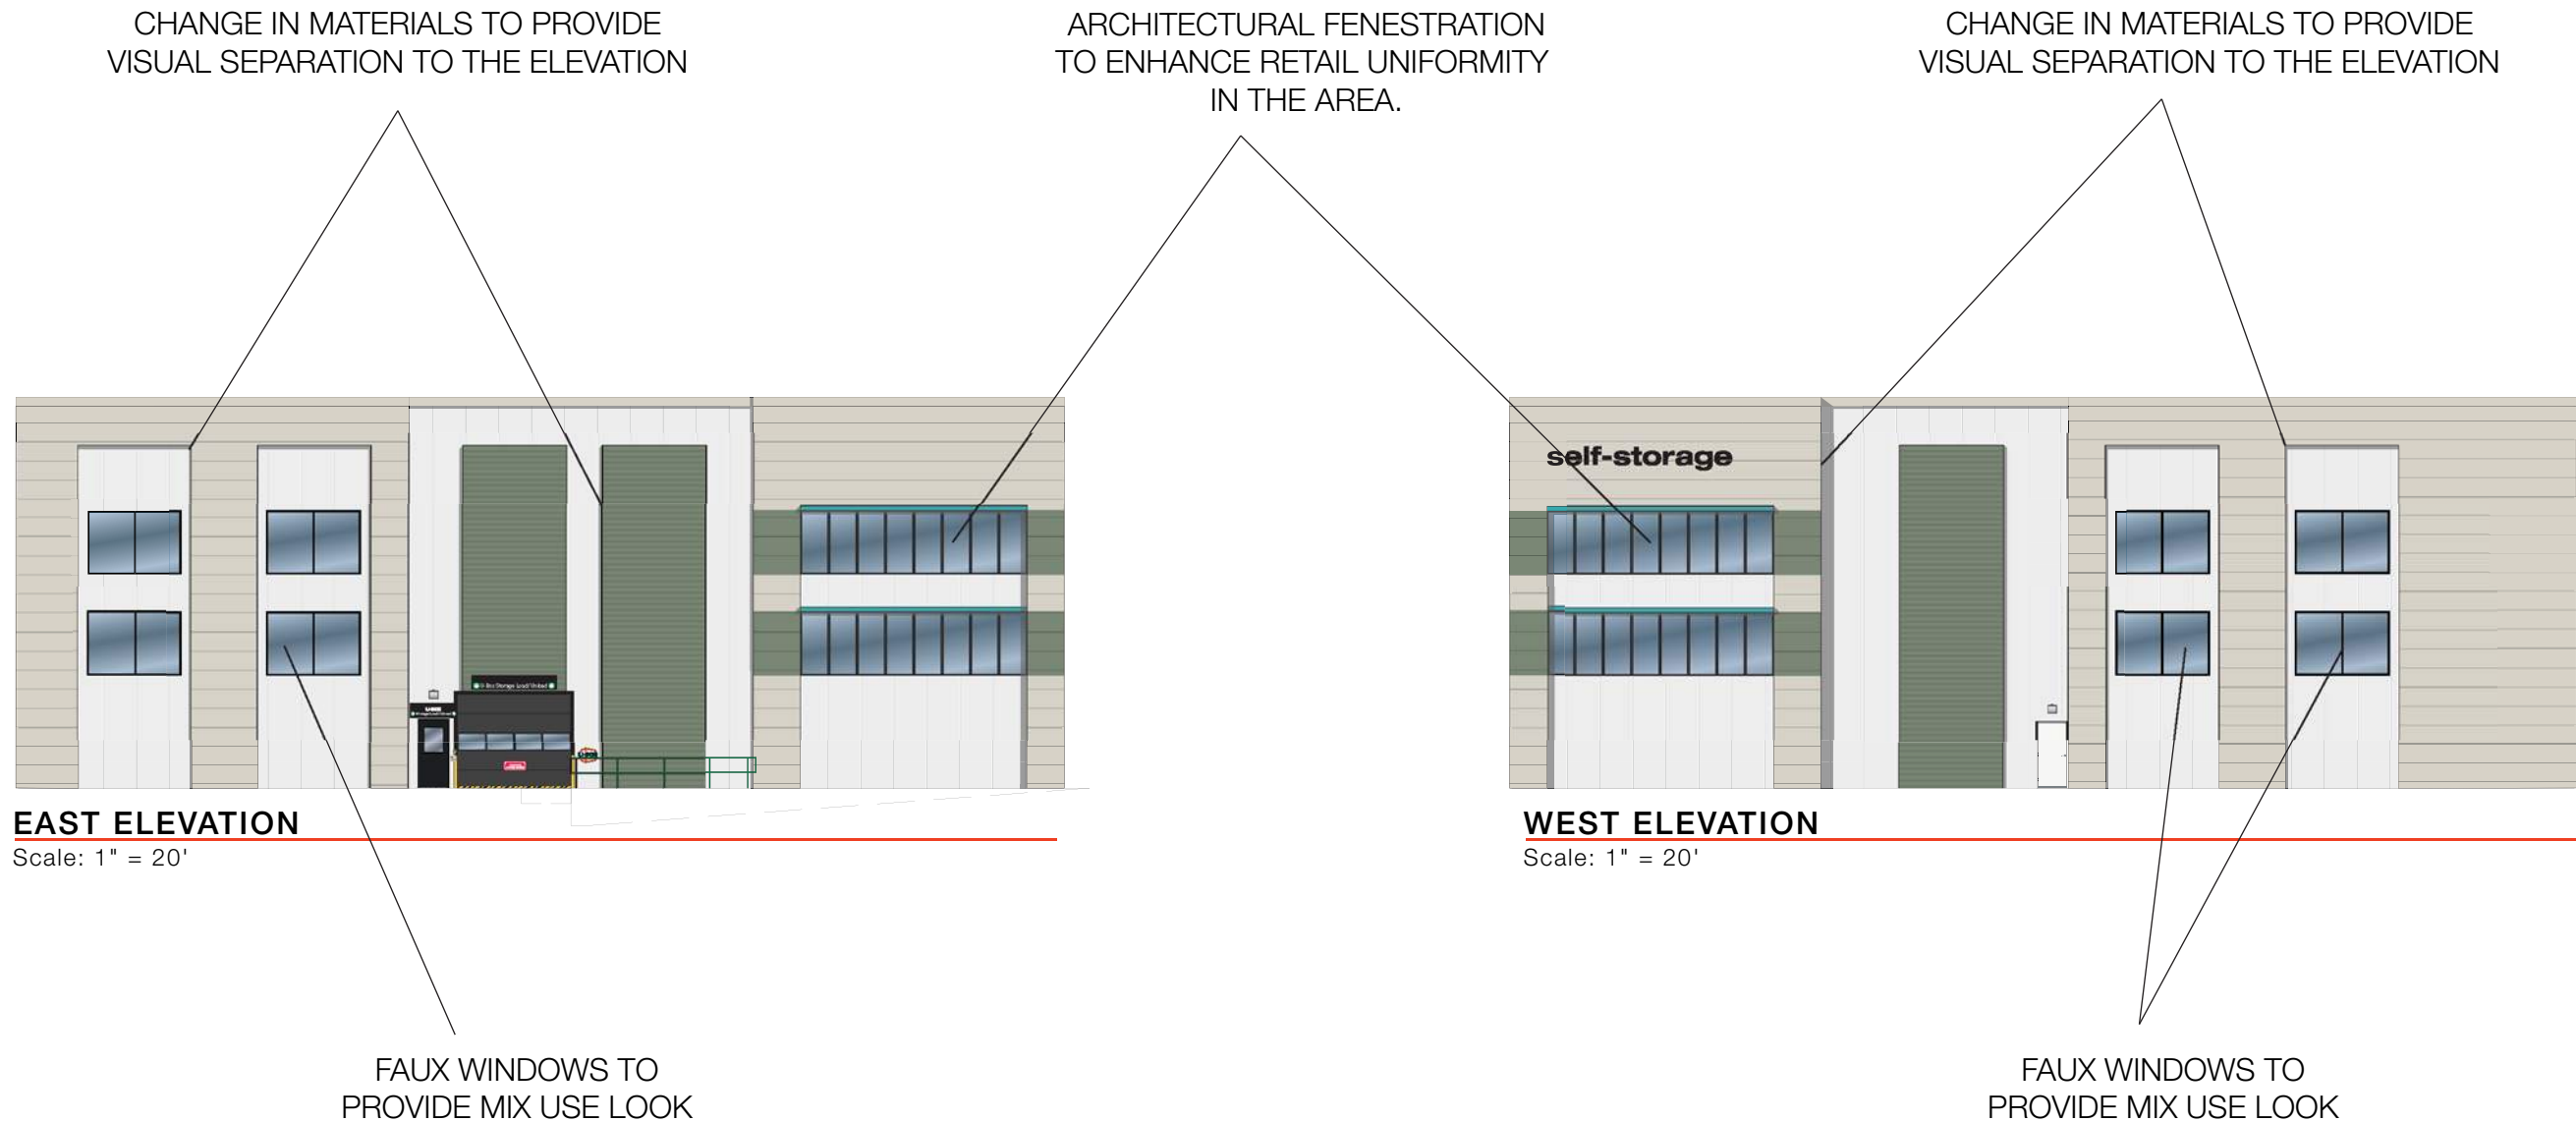 CHANGE IN MATERIALS TO PROVIDE
VISUAL SEPARATION TO THE ELEVATION
ARCHITECTURAL FENESTRATION
TO ENHANCE RETAIL UNIFORMITY
IN THE AREA.
CHANGE IN MATERIALS TO PROVIDE
VISUAL SEPARATION TO THE ELEVATION
self-storage
EAST ELEVATION
Scale: 1" = 20'
WEST ELEVATION
Scale: 1" = 20'
FAUX WINDOWS TO
PROVIDE MIX USE LOOK
FAUX WINDOWS TO
PROVIDE MIX USE LOOK